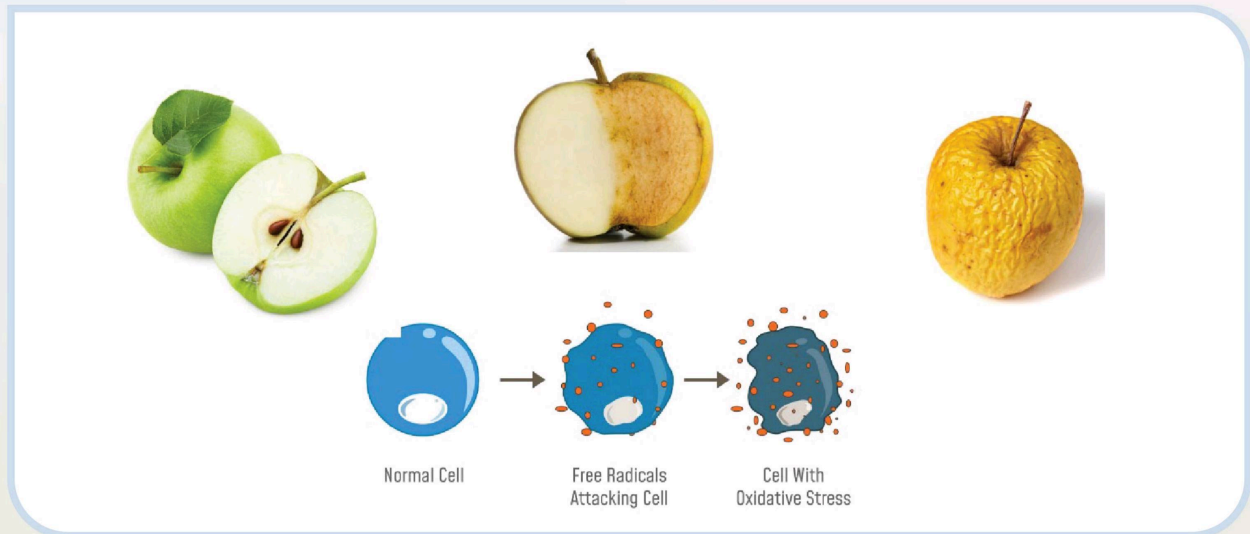 Normal Cell
Free Radicals
Attacking Cell
Cell With
Oxidative Stress